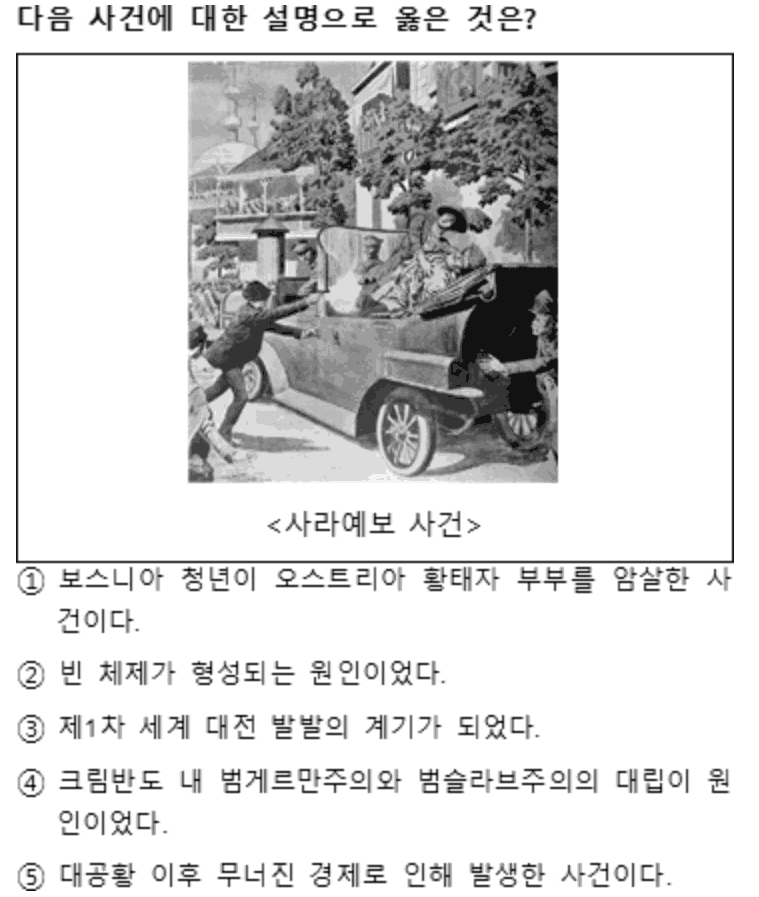 다음 사건에 대한 설명으로 옳은 것은?
<사라예보 사건>
① 보스니아 청년이 오스트리아 황태자 부부를 암살한 사
건이다.
② 빈 체제가 형성되는 원인이었다.
③ 제1차 세계 대전 발발의 계기가 되었다.
④ 크림반도 내 범게르만주의와 범슬라브주의의 대립이 원
인이었다.
⑤ 대공황 이후 무너진 경제로 인해 발생한 사건이다.